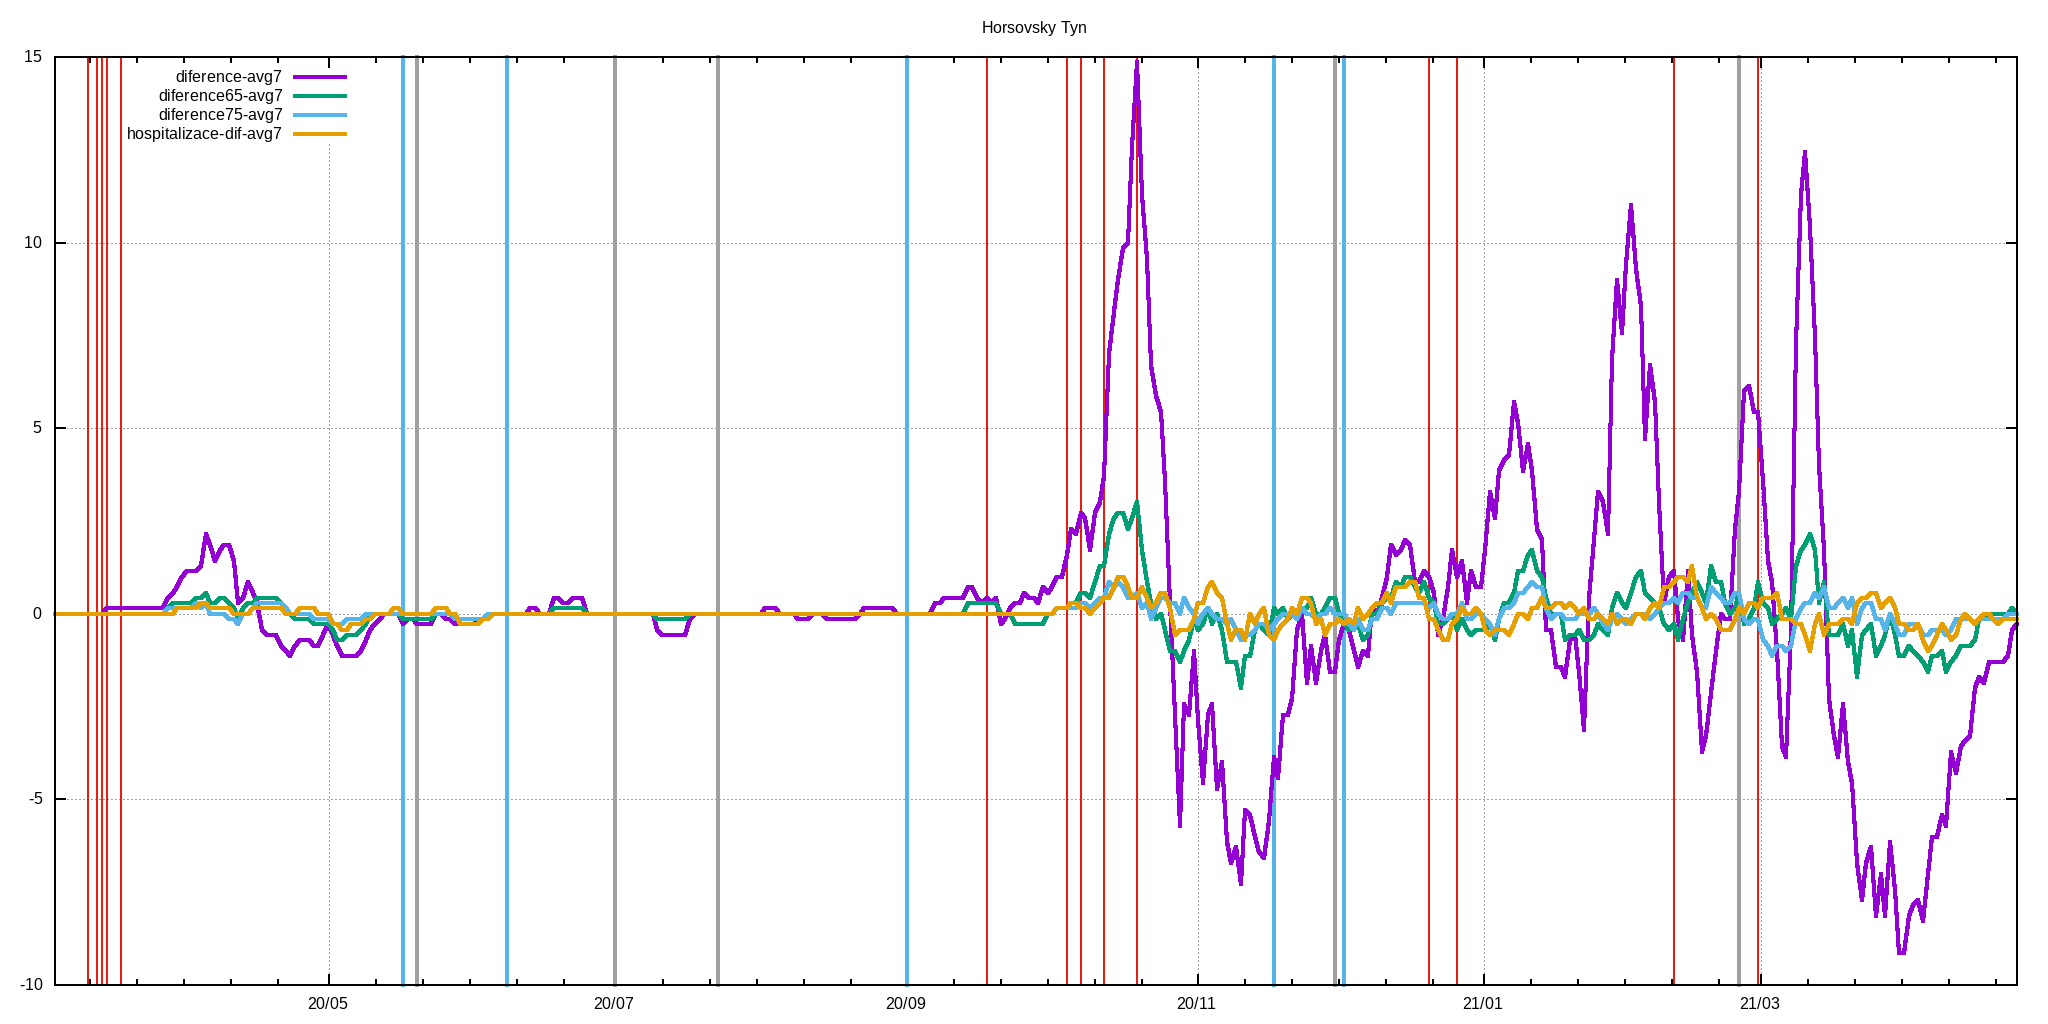 Horsovsky Tyn
15
diference-avg7
diference65-avg7
diference75-avg7
hospitalizace-dif-avg7
10
5
0
-5
-10
20/05
20/07
20/09
20/11
21/01
21/03